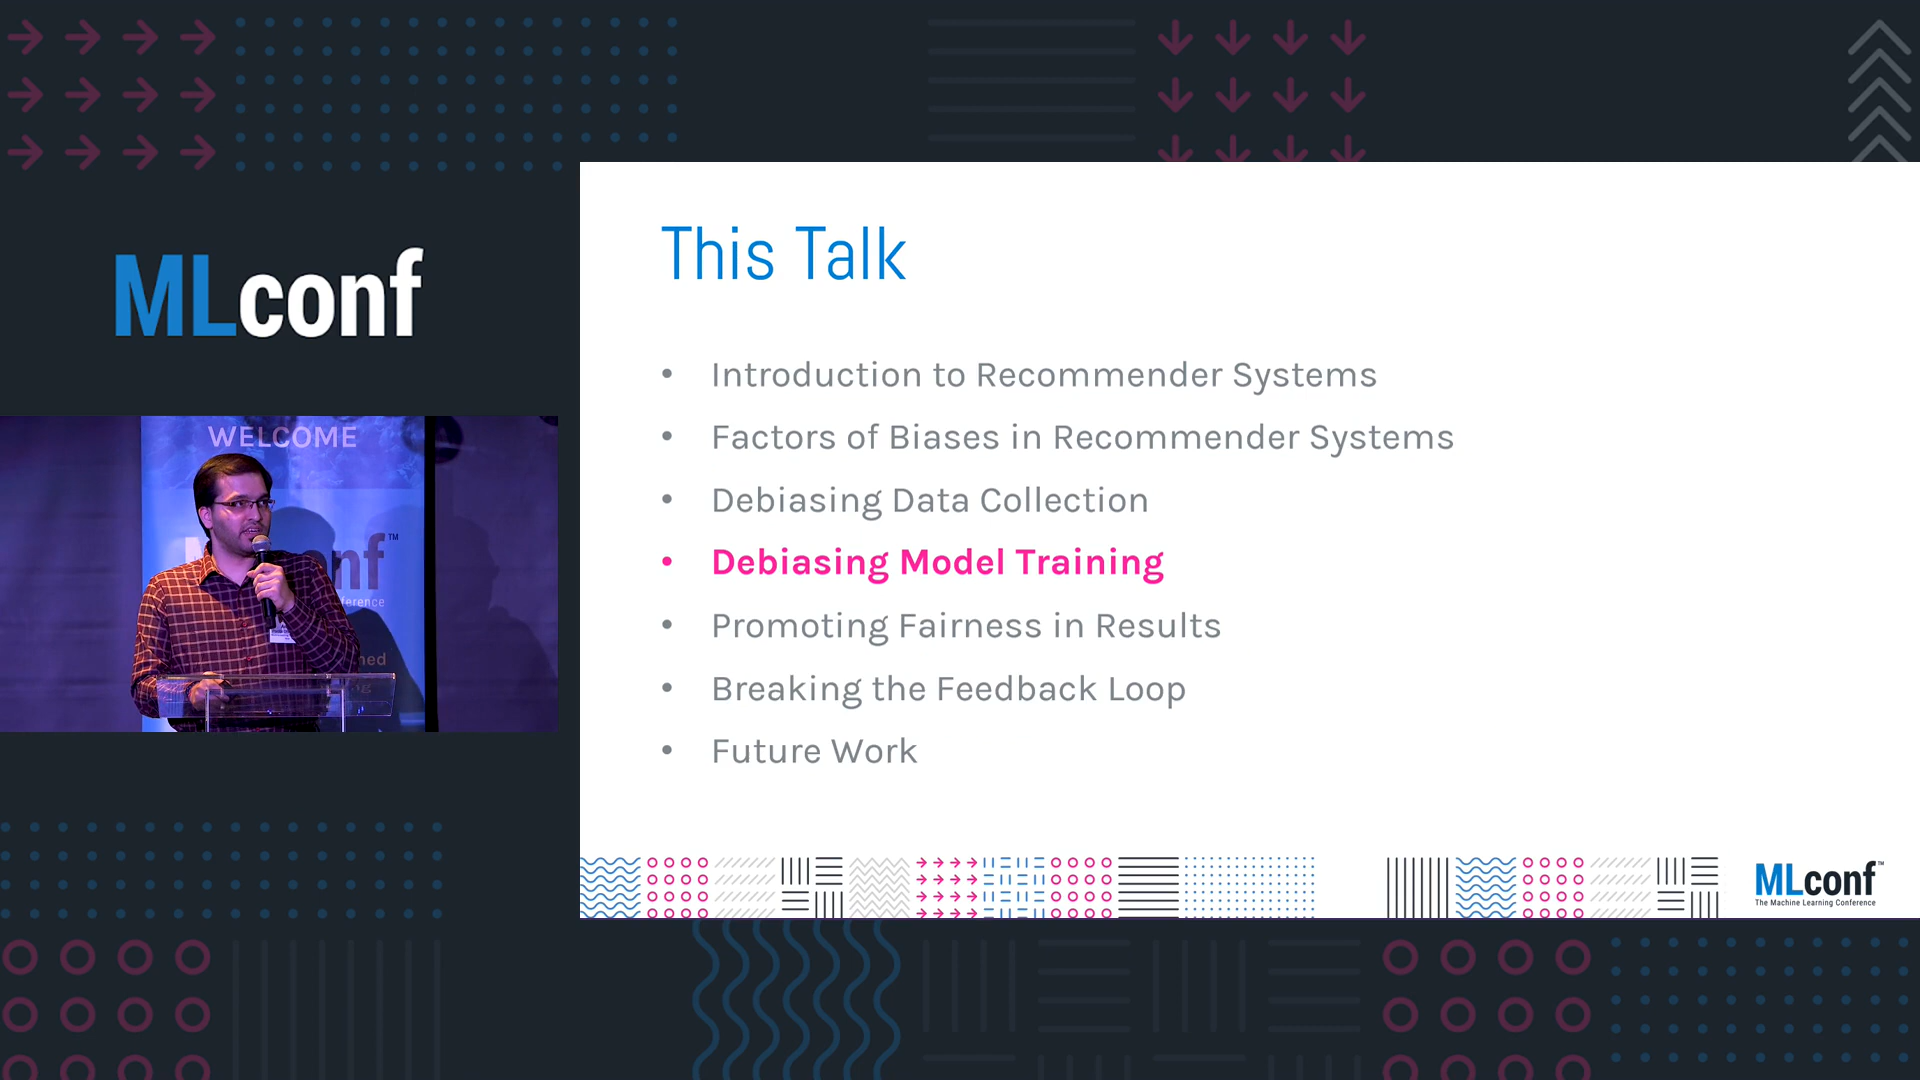 MLconf
WELCOME
This Talk
• Introduction to Recommender Systems
• Factors of Biases in Recommender Systems
• Debiasing Data Collection
• Debiasing Model Training
• Promoting Fairness in Results
• Breaking the Feedback Loop
• Future Work
MLconf™
The Machine Learning Conference